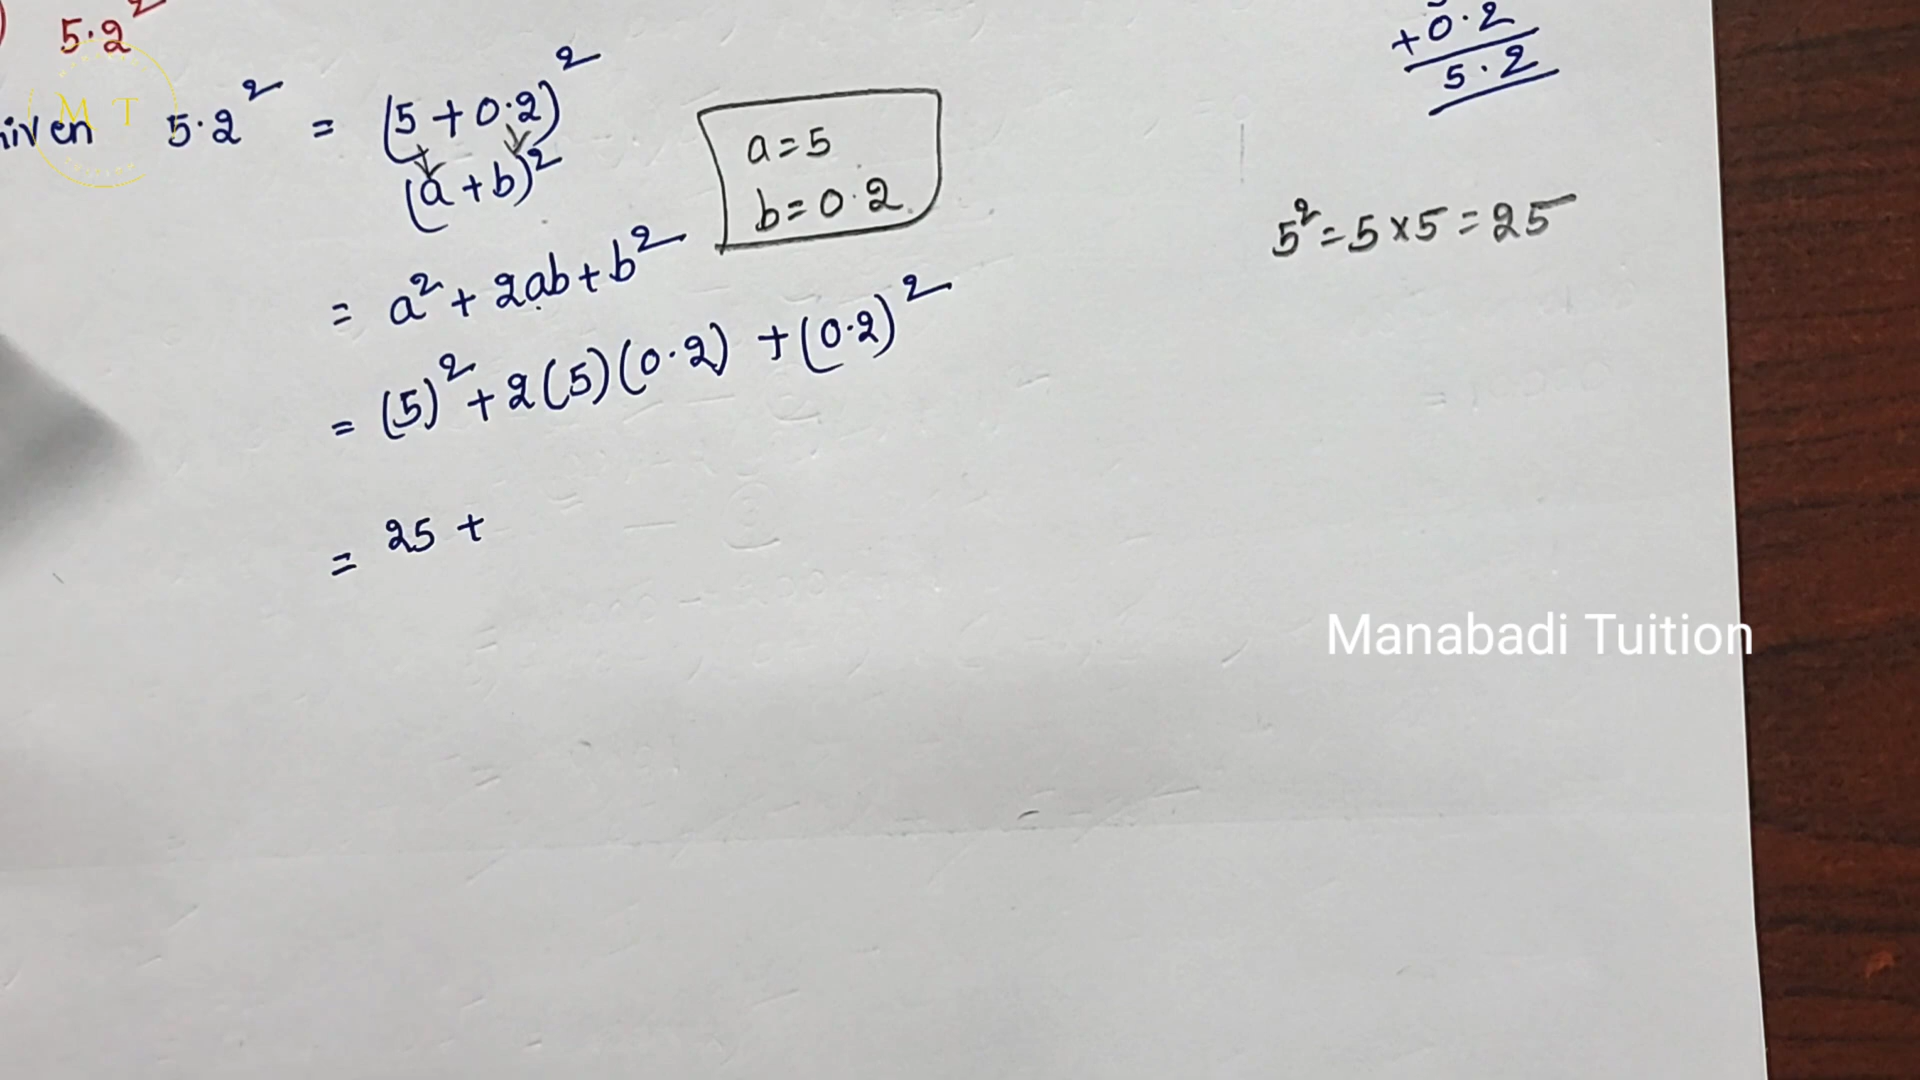 5.2²
+0.2
5.2
M T
5.2² = (5+0.2)²
(a+b)²
a=5
b=0.2
5²=5×5=25
= a²+2ab+b²
= (5)²+2(5)(0.2)+(0.2)²
= 25 +
Manabadi Tuition